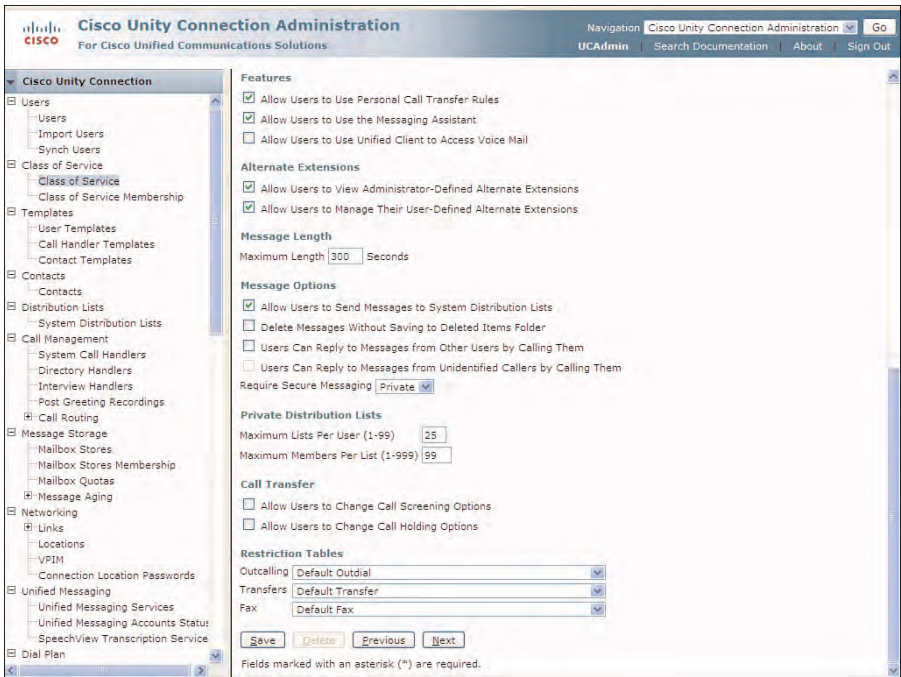 cisco
Cisco Unity Connection Administration
For Cisco Unified Communications Solutions
Navigation Cisco Unity Connection Administration Go
UCAdmin | Search Documentation | About | Sign Out
Cisco Unity Connection
Users
Users
Import Users
Synch Users
Class of Service
Class of Service
Class of Service Membership
Templates
User Templates
Call Handler Templates
Contact Templates
Contacts
Contacts
Distribution Lists
System Distribution Lists
Call Management
System Call Handlers
Directory Handlers
Interview Handlers
Post Greeting Recordings
Call Routing
Message Storage
Mailbox Stores
Mailbox Stores Membership
Mailbox Quotas
Message Aging
Networking
Links
Locations
VPIM
Connection Location Passwords
Unified Messaging
Unified Messaging Services
Unified Messaging Accounts Status
SpeechView Transcription Service
Dial Plan
Features
Allow Users to Use Personal Call Transfer Rules
Allow Users to Use the Messaging Assistant
Allow Users to Use Unified Client to Access Voice Mail
Alternate Extensions
Allow Users to View Administrator-Defined Alternate Extensions
Allow Users to Manage Their User-Defined Alternate Extensions
Message Length
Maximum Length 300 Seconds
Message Options
Allow Users to Send Messages to System Distribution Lists
Delete Messages Without Saving to Deleted Items Folder
Users Can Reply to Messages from Other Users by Calling Them
Users Can Reply to Messages from Unidentified Callers by Calling Them
Require Secure Messaging Private
Private Distribution Lists
Maximum Lists Per User (1-99) 25
Maximum Members Per List (1-999) 99
Call Transfer
Allow Users to Change Call Screening Options
Allow Users to Change Call Holding Options
Restriction Tables
Outcalling Default Outdial
Transfers Default Transfer
Fax Default Fax
Save Delete Previous Next
Fields marked with an asterisk (*) are required.